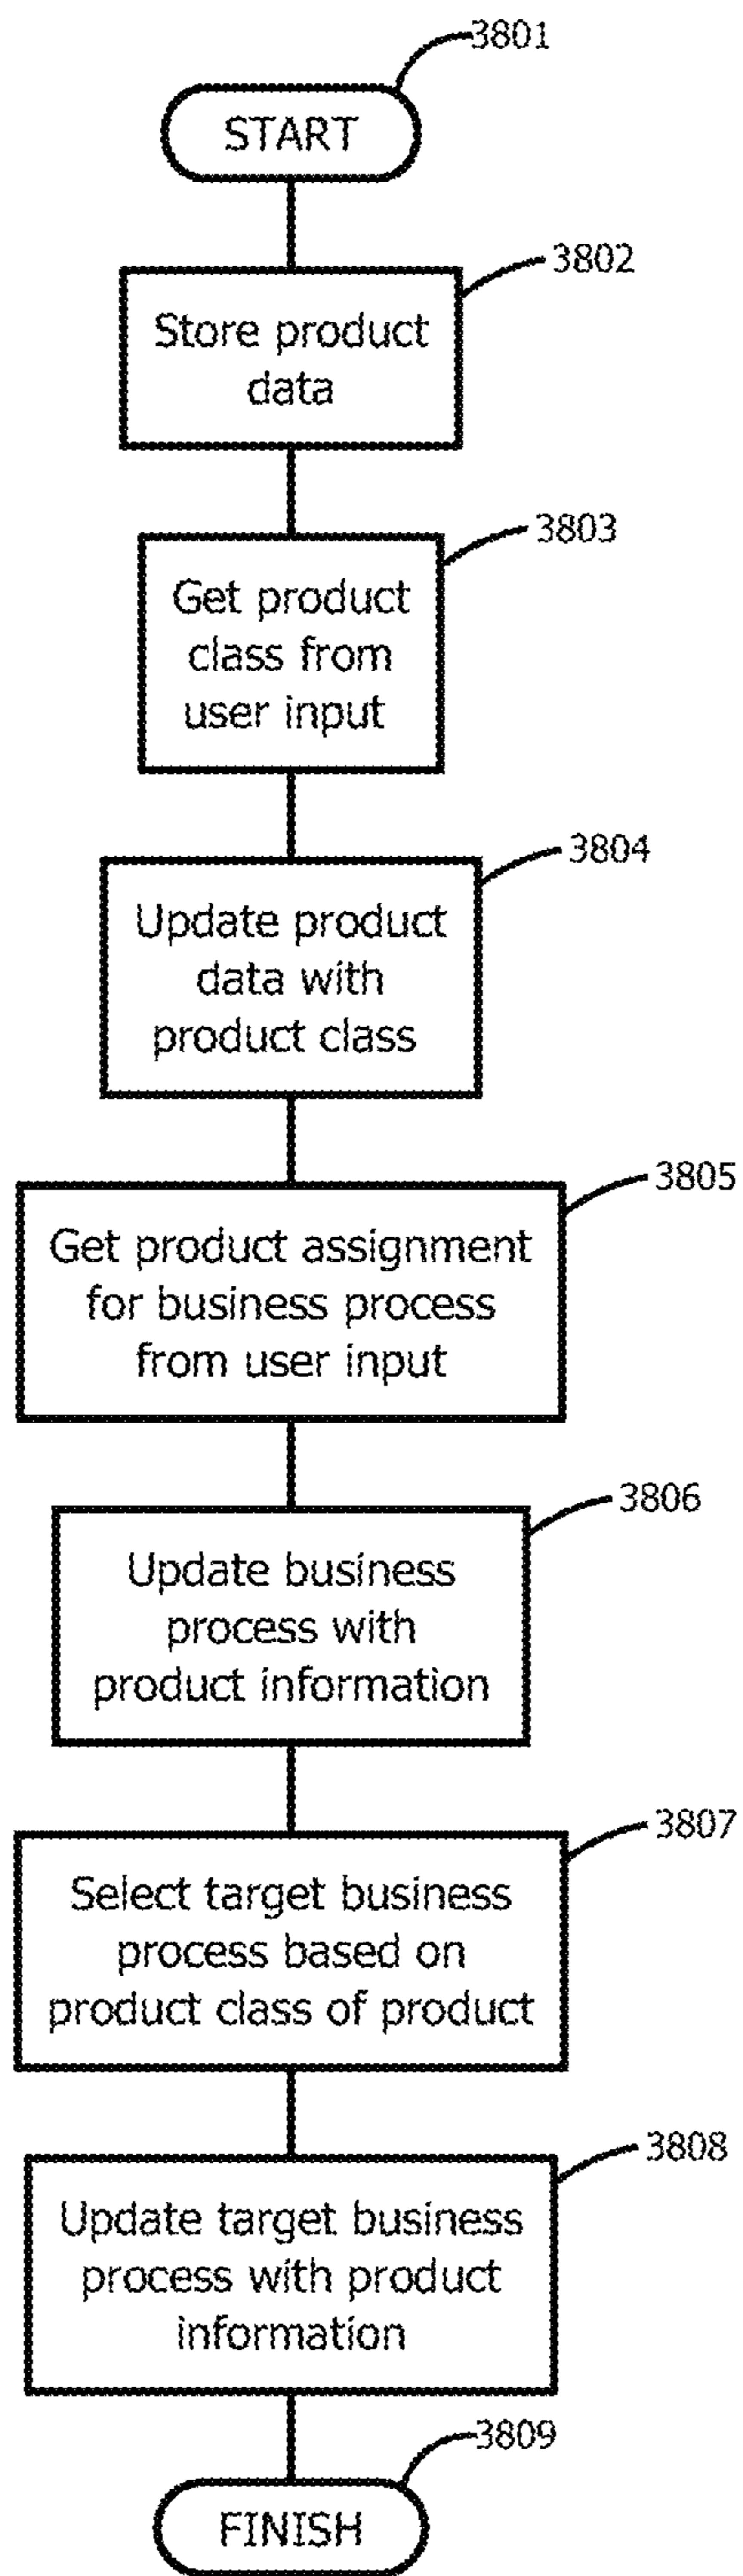 3801
START
3802
Store product
data
3803
Get product
class from
user input
3804
Update product
data with
product class
3805
Get product assignment
for business process
from user input
3806
Update business
process with
product information
3807
Select target business
process based on
product class of product
3808
Update target business
process with product
information
3809
FINISH